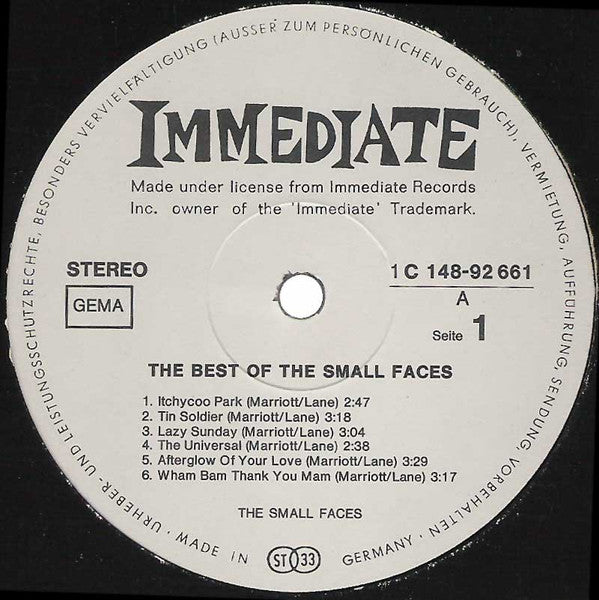 URHEBER- UND LEISTUNGSSCHUTZRECHTE, BESONDERS VERVIELFÄLTIGUNG (AUSSER ZUM PERSÖNLICHEN GEBRAUCH), VERMIETUNG, AUFFÜHRUNG, SENDUNG VORBEHALTEN
IMMEDIATE
Made under license from Immediate Records
Inc. owner of the 'Immediate' Trademark.
STEREO
1 C 148-92 661
GEMA
A
Seite 1
THE BEST OF THE SMALL FACES
1. Itchycoo Park (Marriott/Lane) 2:47
2. Tin Soldier (Marriott/Lane) 3:18
3. Lazy Sunday (Marriott/Lane) 3:04
4. The Universal (Marriott/Lane) 2:38
5. Afterglow Of Your Love (Marriott/Lane) 3:29
6. Wham Bam Thank You Mam (Marriott/Lane) 3:17
THE SMALL FACES
· MADE IN ST 33 GERMANY ·